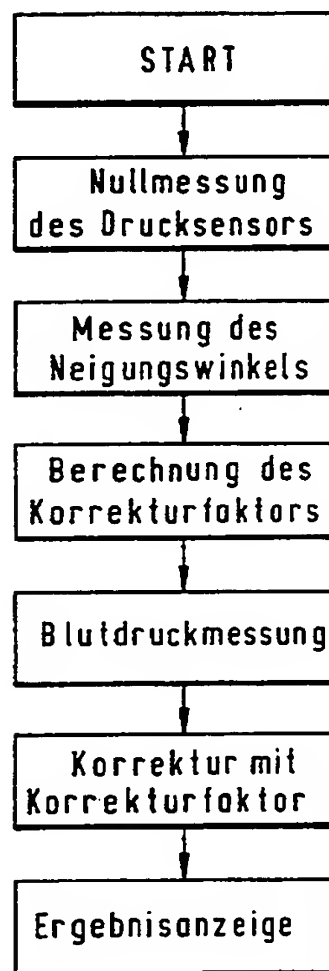 START
Nullmessung
des Drucksensors
Messung des
Neigungswinkels
Berechnung des
Korrekturfaktors
Blutdruckmessung
Korrektur mit
Korrekturfaktor
Ergebnisanzeige